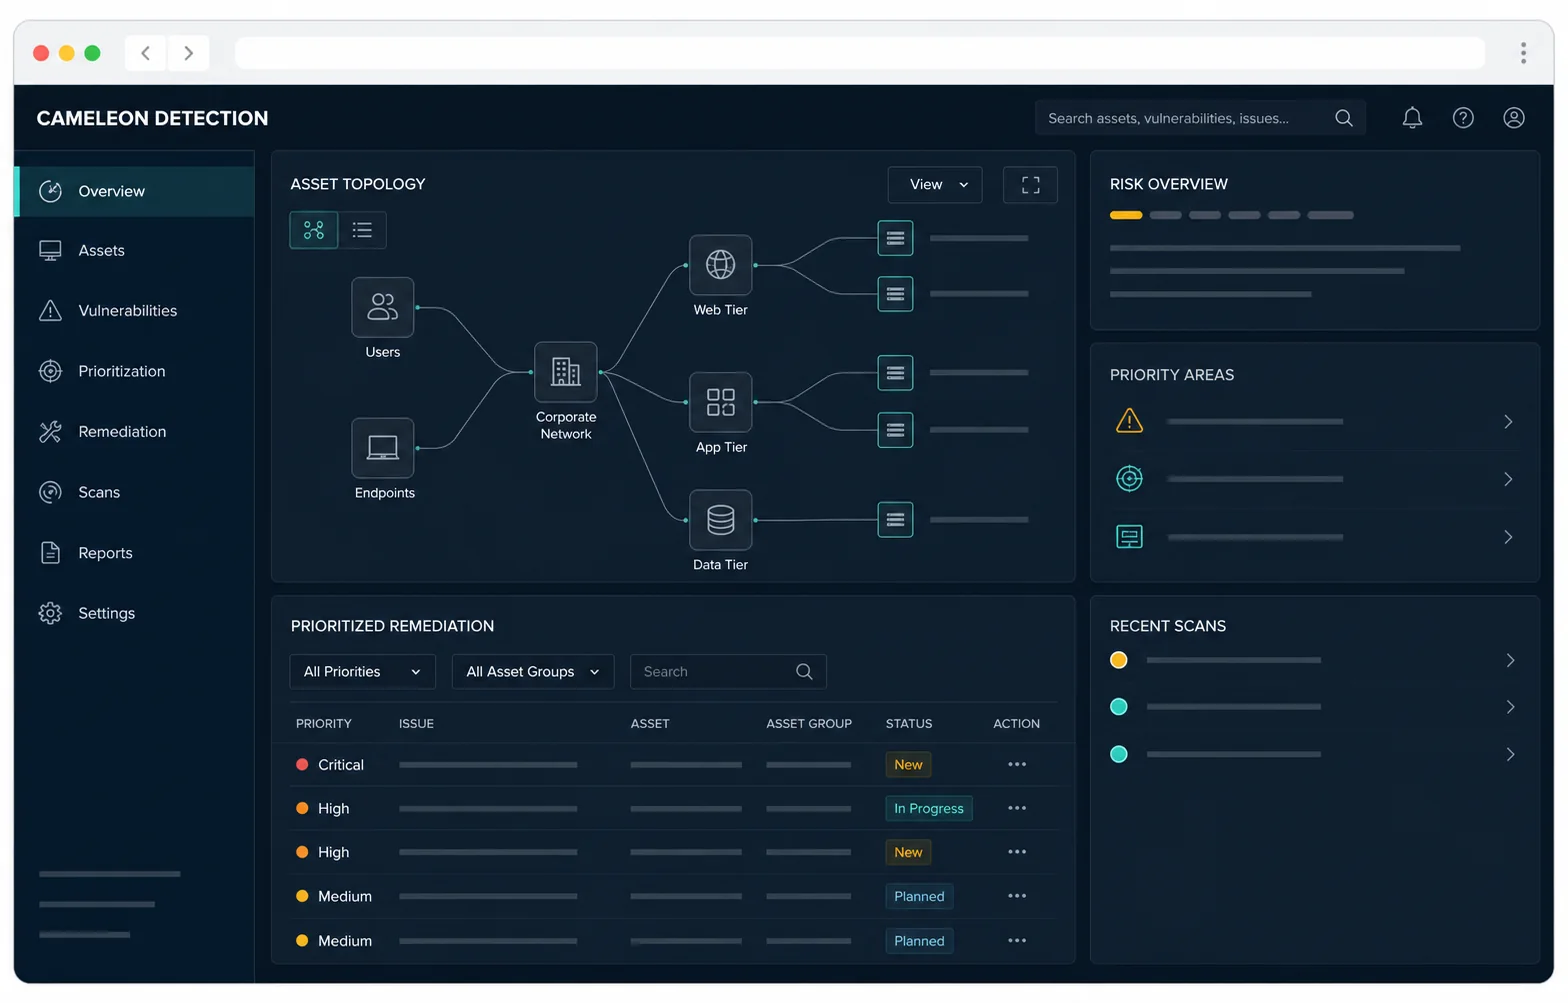 CAMELEON DETECTION
Search assets, vulnerabilities, issues...
Overview
Assets
Vulnerabilities
Prioritization
Remediation
Scans
Reports
Settings
ASSET TOPOLOGY
View
Users
Endpoints
Corporate
Network
Web Tier
App Tier
Data Tier
RISK OVERVIEW
PRIORITY AREAS
PRIORITIZED REMEDIATION
All Priorities
All Asset Groups
Search
PRIORITY ISSUE ASSET ASSET GROUP STATUS ACTION
Critical New
High In Progress
High New
Medium Planned
Medium Planned
RECENT SCANS